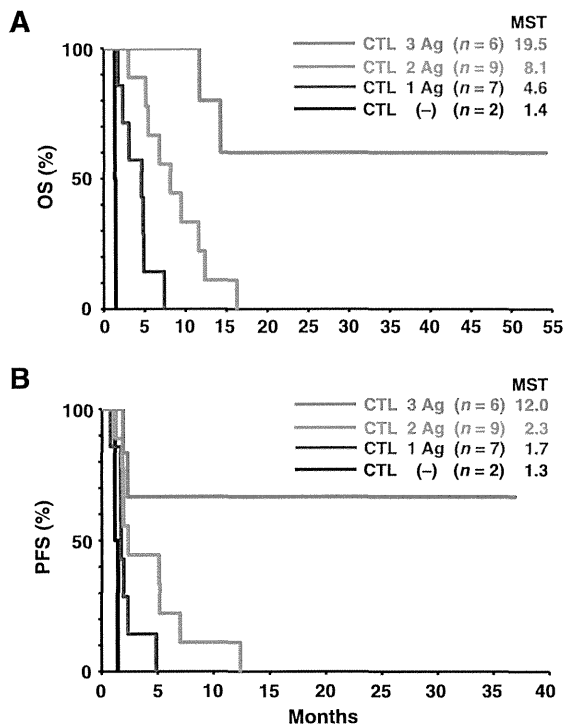 A
MST
CTL 3 Ag (n = 6) 19.5
CTL 2 Ag (n = 9) 8.1
CTL 1 Ag (n = 7) 4.6
CTL (–) (n = 2) 1.4
100
50
0
OS (%)
0 5 10 15 20 25 30 35 40 45 50 55
B
MST
CTL 3 Ag (n = 6) 12.0
CTL 2 Ag (n = 9) 2.3
CTL 1 Ag (n = 7) 1.7
CTL (–) (n = 2) 1.3
100
50
0
PFS (%)
0 5 10 15 20 25 30 35 40
Months